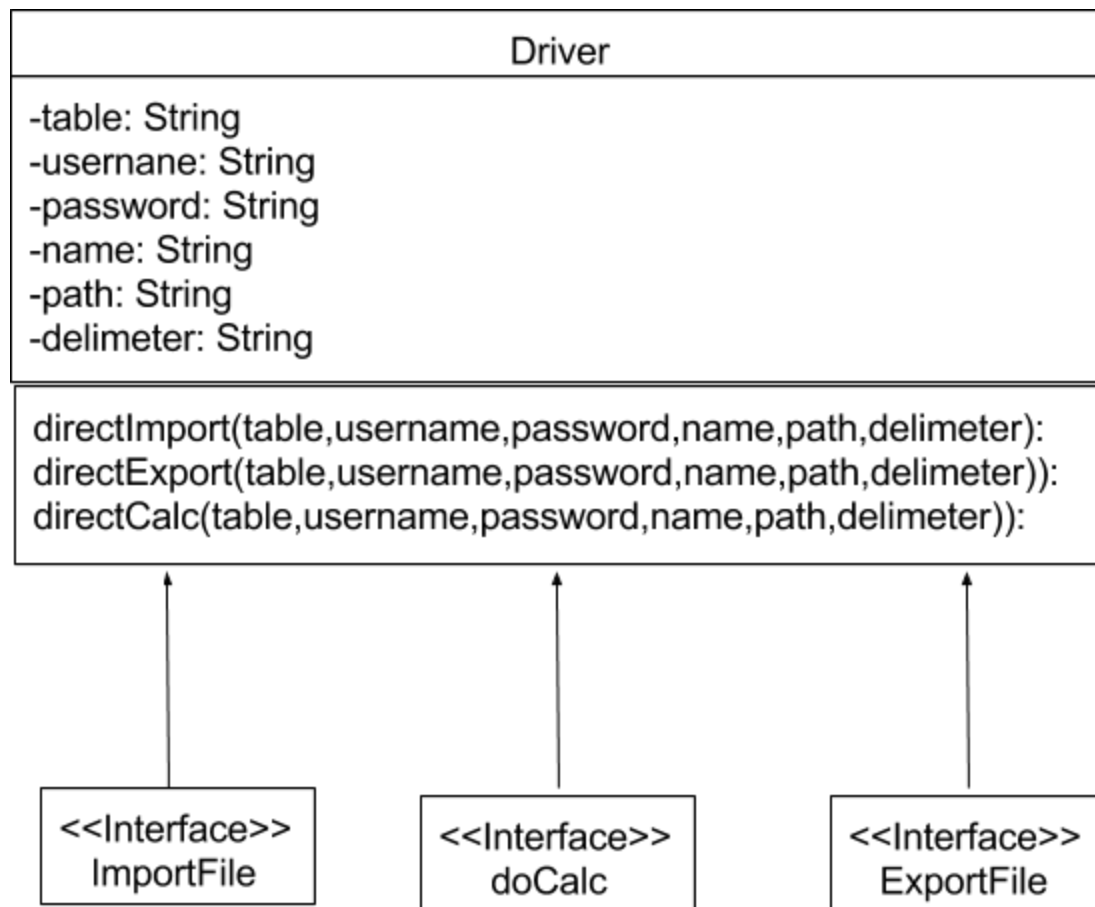 Driver
-table: String
-usernane: String
-password: String
-name: String
-path: String
-delimeter: String
directImport(table,username,password,name,path,delimeter):
directExport(table,username,password,name,path,delimeter)):
directCalc(table,username,password,name,path,delimeter)):
<<Interface>>
ImportFile
<<Interface>>
doCalc
<<Interface>>
ExportFile